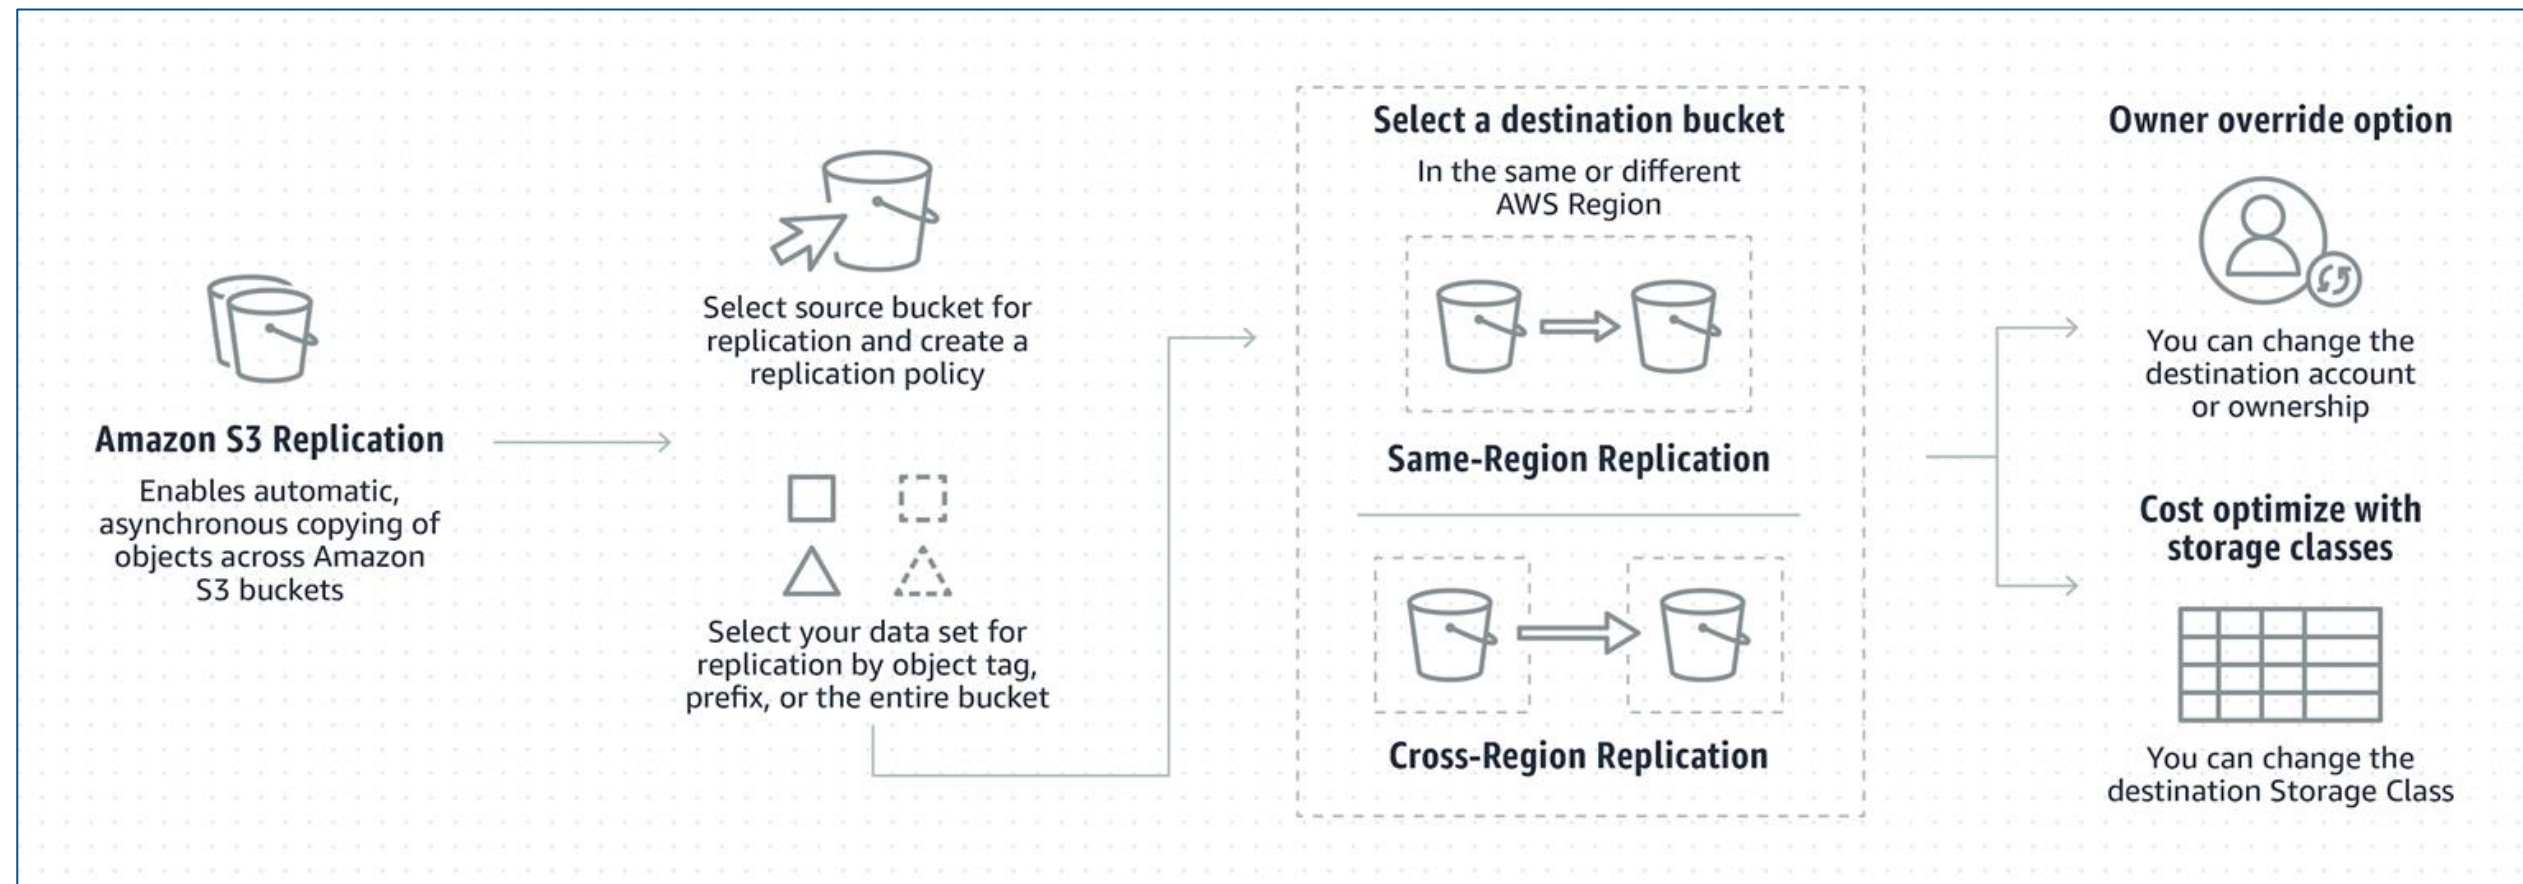 Amazon S3 Replication
Enables automatic,
asynchronous copying of
objects across Amazon
S3 buckets
Select source bucket for
replication and create a
replication policy
Select your data set for
replication by object tag,
prefix, or the entire bucket
Select a destination bucket
In the same or different
AWS Region
Same-Region Replication
Cross-Region Replication
Owner override option
You can change the
destination account
or ownership
Cost optimize with
storage classes
You can change the
destination Storage Class